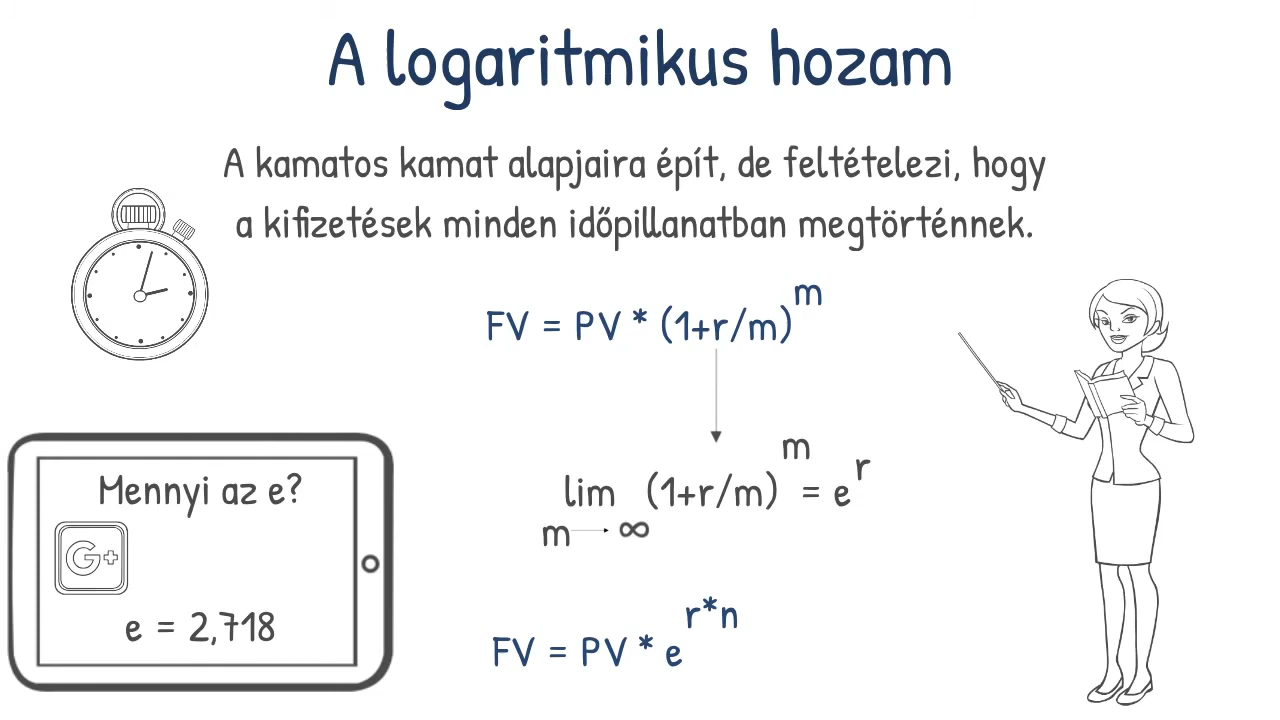 A logaritmikus hozam
A kamatos kamat alapjaira épít, de feltételezi, hogy
a kifizetések minden időpillanatban megtörténnek.
FV = PV * (1+r/m)^m
lim (1+r/m)^m = e^r
m → ∞
FV = PV * e^r*n
Mennyi az e?
G+
e = 2,718